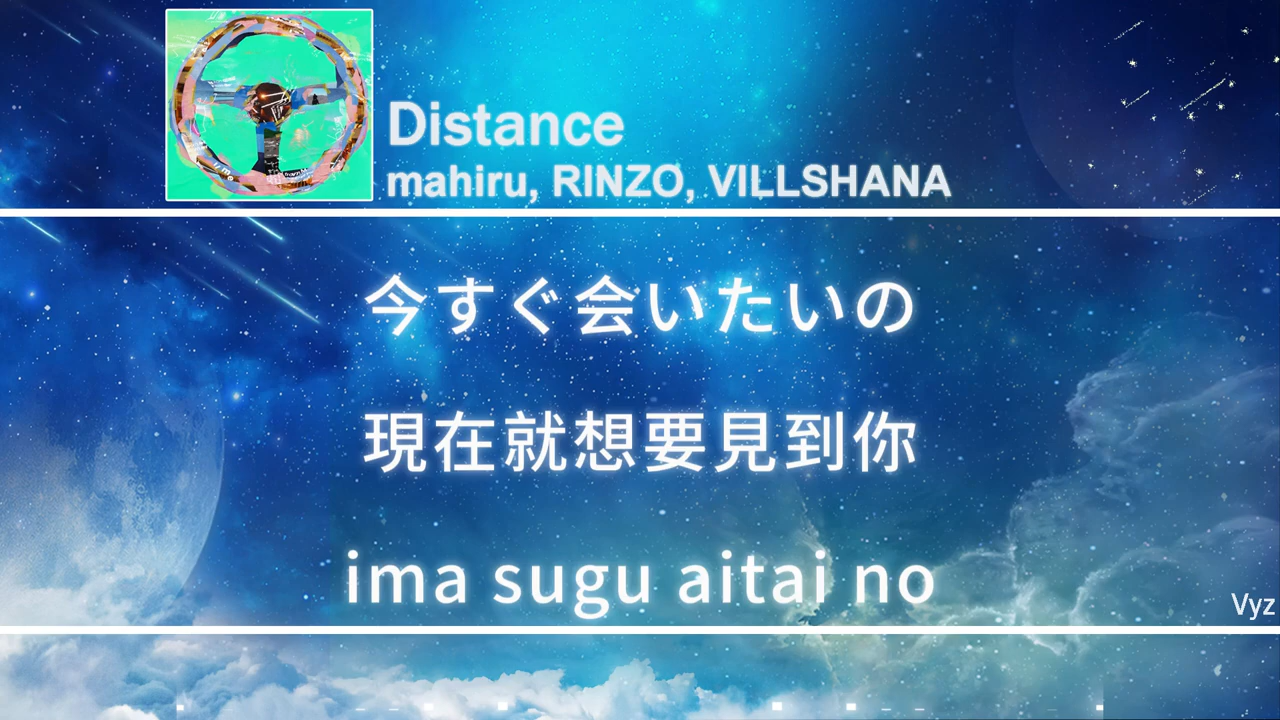 Distance
mahiru, RINZO, VILLSHANA
今すぐ会いたいの
現在就想要見到你
ima sugu aitai no
Vyz